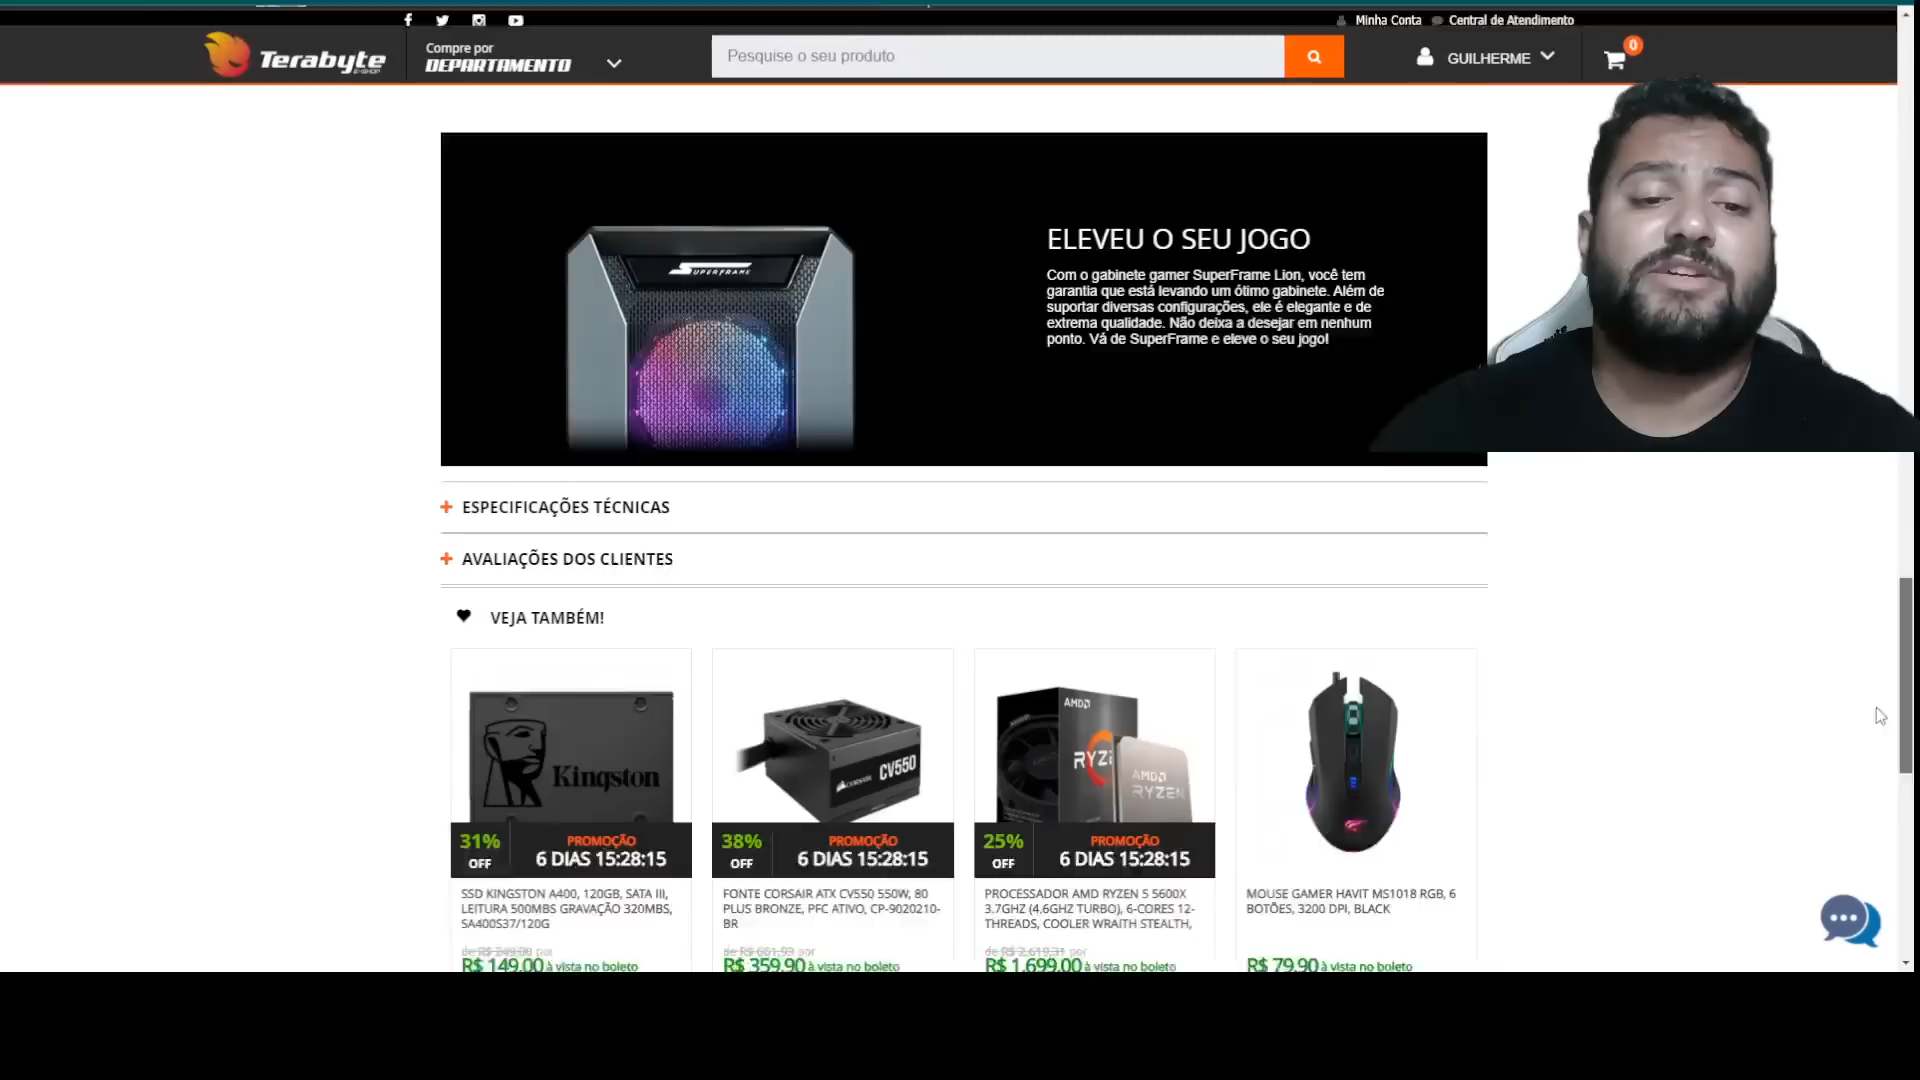 Minha Conta
Central de Atendimento
Terabyte
E-SHOP
Compre por
DEPARTAMENTO
Pesquise o seu produto
GUILHERME
0
SUPERFRAME
ELEVEU O SEU JOGO
Com o gabinete gamer SuperFrame Lion, você tem
garantia que está levando um ótimo gabinete. Além de
suportar diversas configurações, ele é elegante e de
extrema qualidade. Não deixa a desejar em nenhum
ponto. Vá de SuperFrame e eleve o seu jogo!
+ ESPECIFICAÇÕES TÉCNICAS
+ AVALIAÇÕES DOS CLIENTES
VEJA TAMBÉM!
Kingston
31%
OFF
PROMOÇÃO
6 DIAS 15:28:15
SSD KINGSTON A400, 120GB, SATA III,
LEITURA 500MBS GRAVAÇÃO 320MBS,
SA400S37/120G
de R$ 249,00 por
R$ 149,00 à vista no boleto
CORSAIR
CV550
38%
OFF
PROMOÇÃO
6 DIAS 15:28:15
FONTE CORSAIR ATX CV550 550W, 80
PLUS BRONZE, PFC ATIVO, CP-9020210-
BR
de R$ 661,93 por
R$ 359,90 à vista no boleto
AMD
RYZE
AMD
RYZEN
25%
OFF
PROMOÇÃO
6 DIAS 15:28:15
PROCESSADOR AMD RYZEN 5 5600X
3.7GHZ (4.6GHZ TURBO), 6-CORES 12-
THREADS, COOLER WRAITH STEALTH,
de R$ 2.619,31 por
R$ 1.699,00 à vista no boleto
MOUSE GAMER HAVIT MS1018 RGB, 6
BOTÕES, 3200 DPI, BLACK
R$ 79,90 à vista no boleto